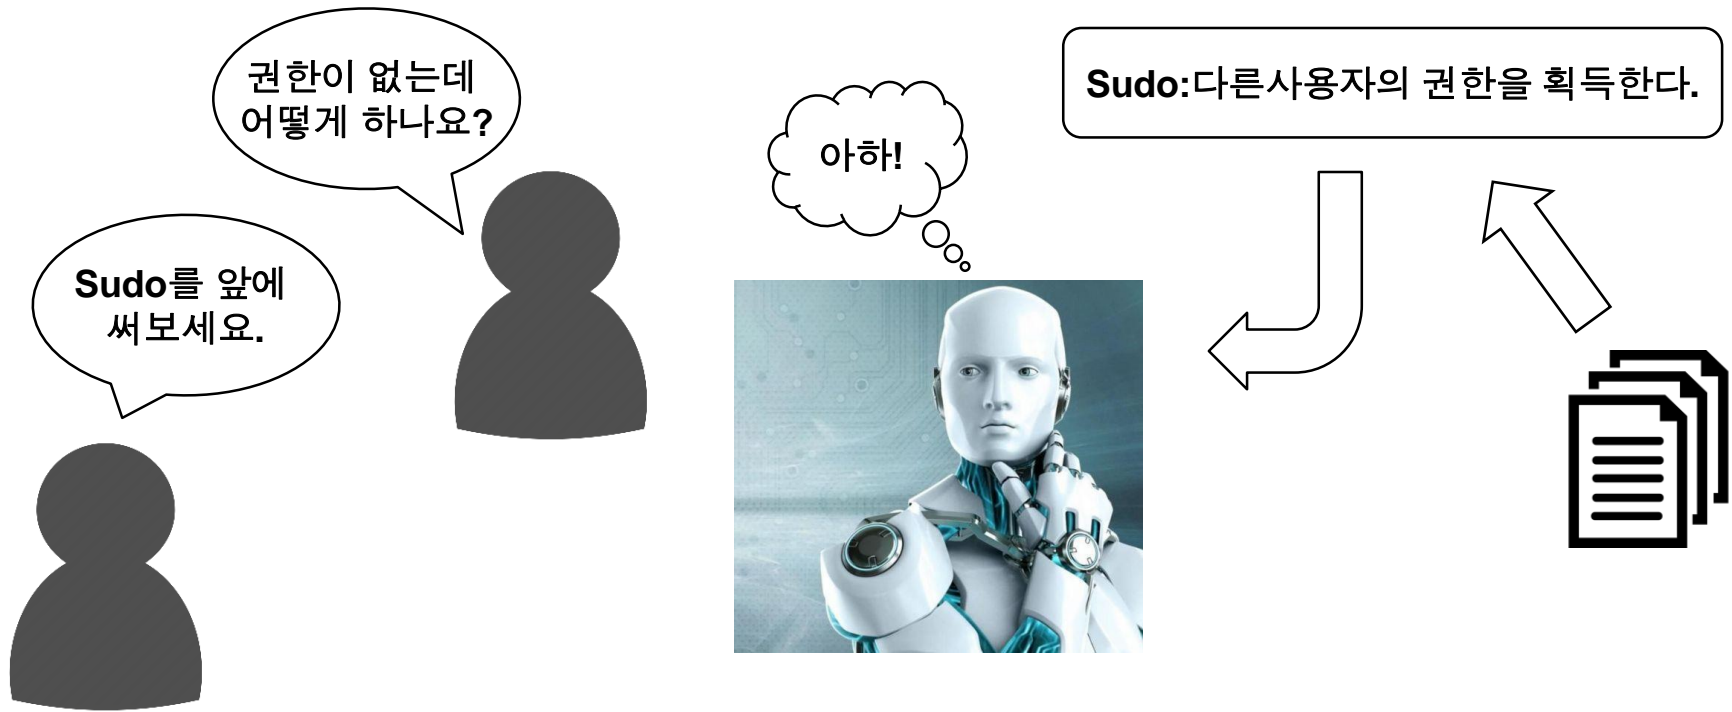 권한이 없는데
어떻게 하나요?
Sudo를 앞에
써보세요.
아하!
Sudo:다른사용자의 권한을 획득한다.